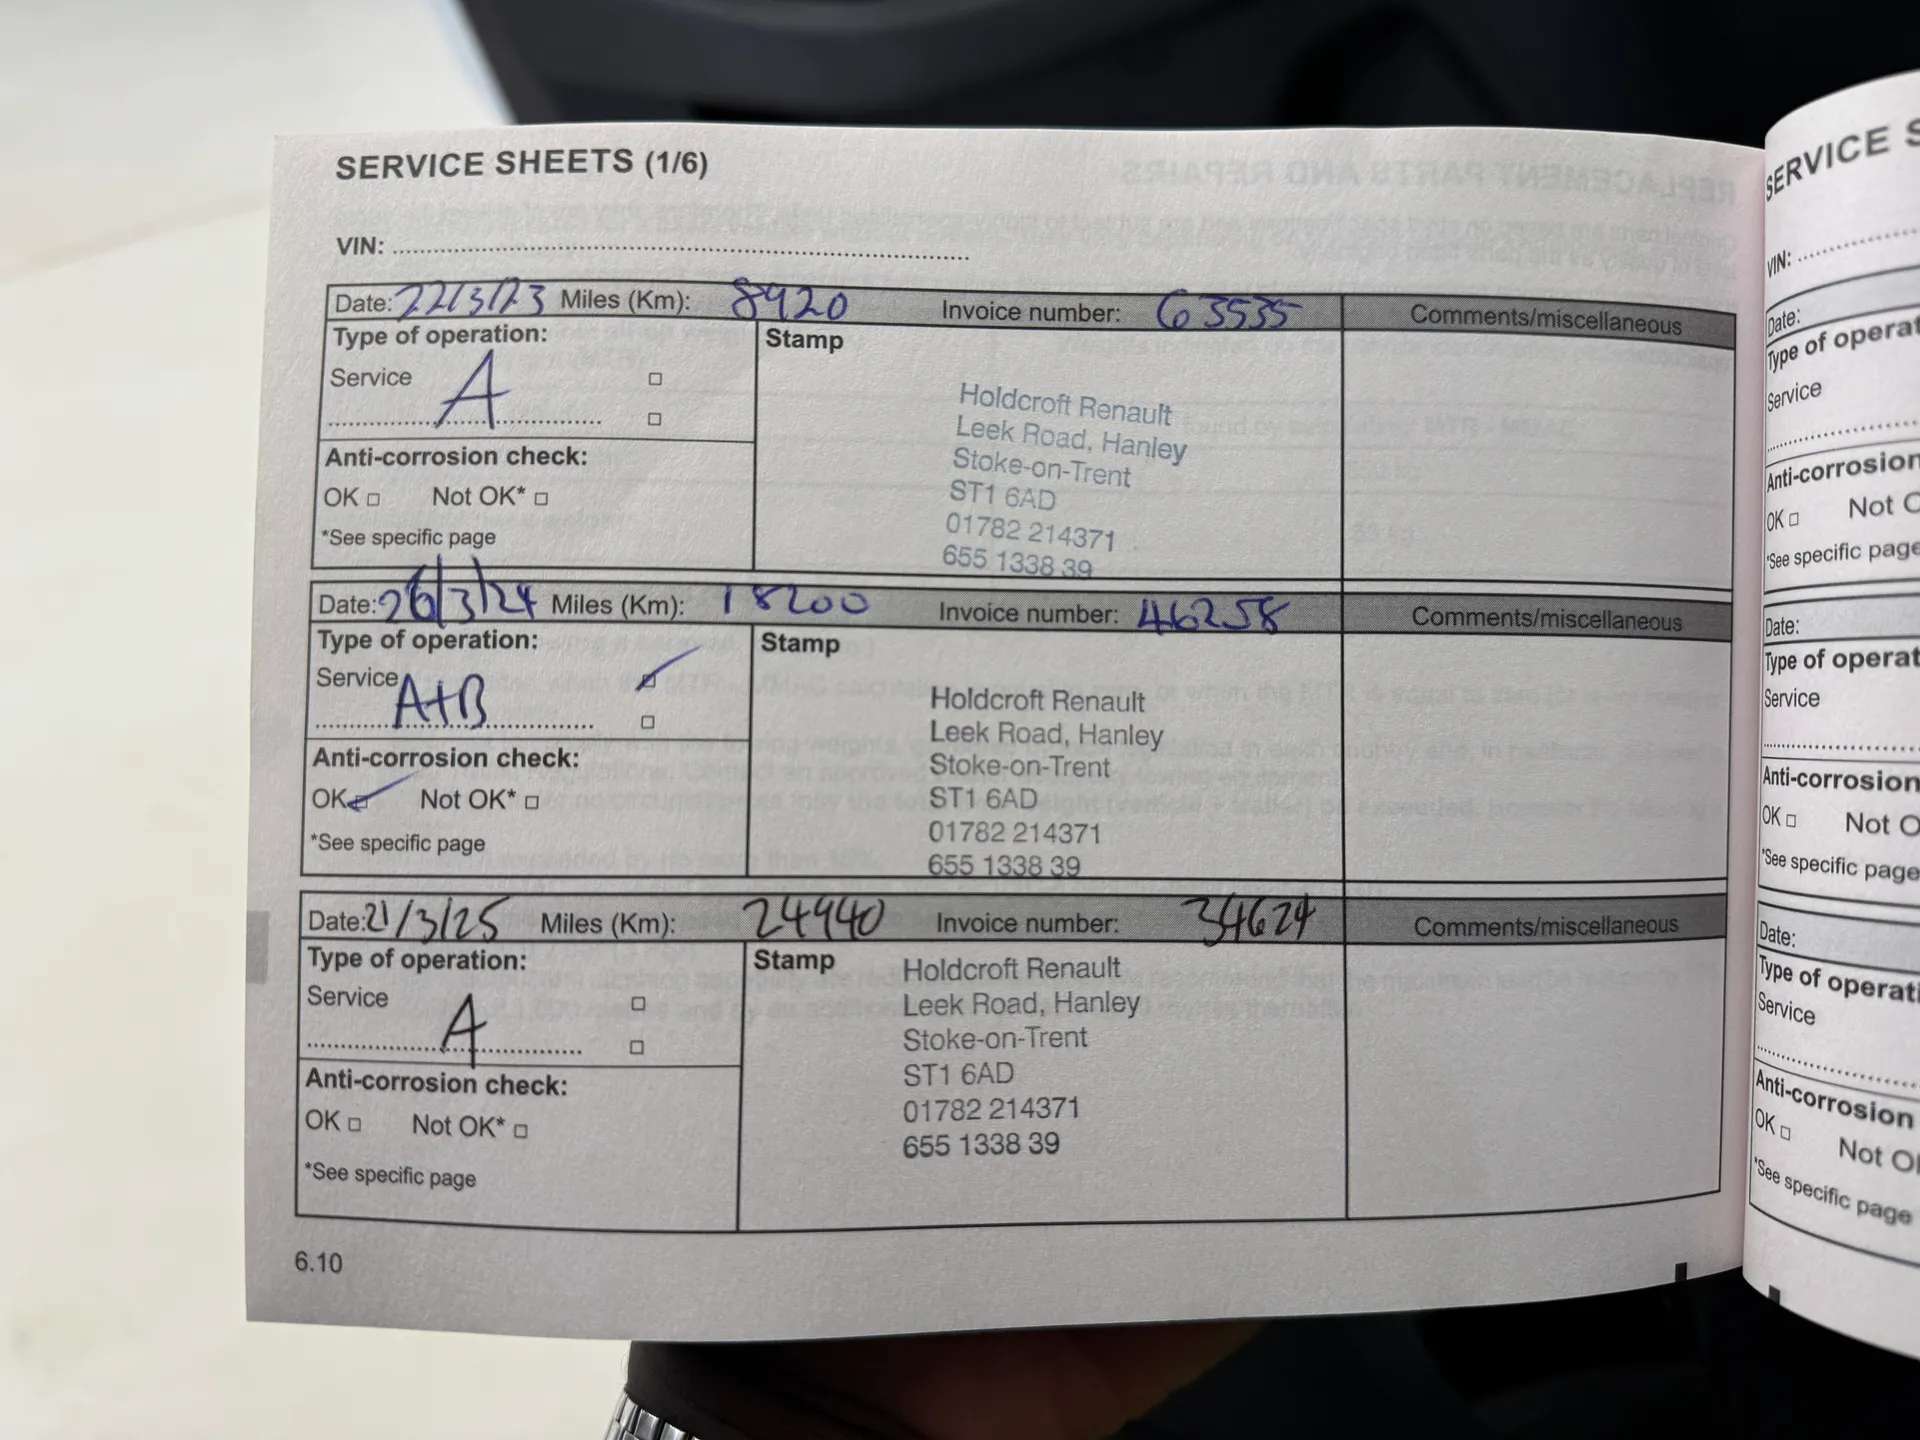 SERVICE SHEETS (1/6)
VIN:
Date: 22/3/23 Miles (Km): 8920 Invoice number: 63535 Comments/miscellaneous
Type of operation: Stamp
Service A
Anti-corrosion check:
OK □ Not OK* □
*See specific page
Holdcroft Renault
Leek Road, Hanley
Stoke-on-Trent
ST1 6AD
01782 214371
655 1338 39
Date: 26/3/24 Miles (Km): 18200 Invoice number: 46258 Comments/miscellaneous
Type of operation: Stamp
Service A+B
Anti-corrosion check:
OK ✓ Not OK* □
*See specific page
Holdcroft Renault
Leek Road, Hanley
Stoke-on-Trent
ST1 6AD
01782 214371
655 1338 39
Date: 21/3/25 Miles (Km): 24940 Invoice number: 34624 Comments/miscellaneous
Type of operation: Stamp
Service A
Anti-corrosion check:
OK □ Not OK* □
*See specific page
Holdcroft Renault
Leek Road, Hanley
Stoke-on-Trent
ST1 6AD
01782 214371
655 1338 39
6.10
SERVICE S
VIN:
Date:
Type of operat
Service
Anti-corrosion
OK □ Not O
*See specific page
Date:
Type of operat
Service
Anti-corrosion
OK □ Not O
*See specific page
Date:
Type of operati
Service
Anti-corrosion
OK □ Not O
*See specific page